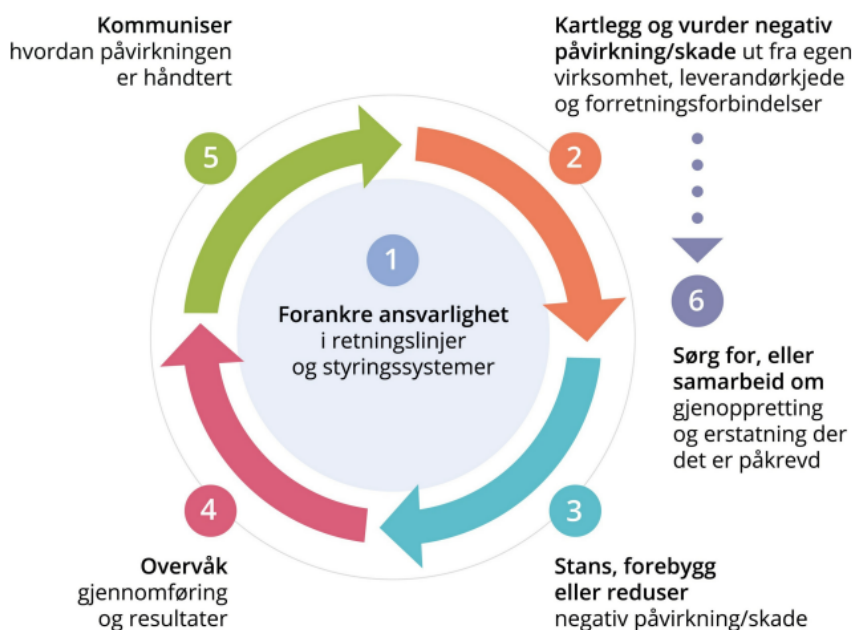 1
Forankre ansvarlighet
i retningslinjer
og styringssystemer
2
Kartlegg og vurder negativ
påvirkning/skade ut fra egen
virksomhet, leverandørkjede
og forretningsforbindelser
3
Stans, forebygg
eller reduser
negativ påvirkning/skade
4
Overvåk
gjennomføring
og resultater
5
Kommuniser
hvordan påvirkningen
er håndtert
6
Sørg for, eller
samarbeid om
gjenoppretting
og erstatning der
det er påkrevd